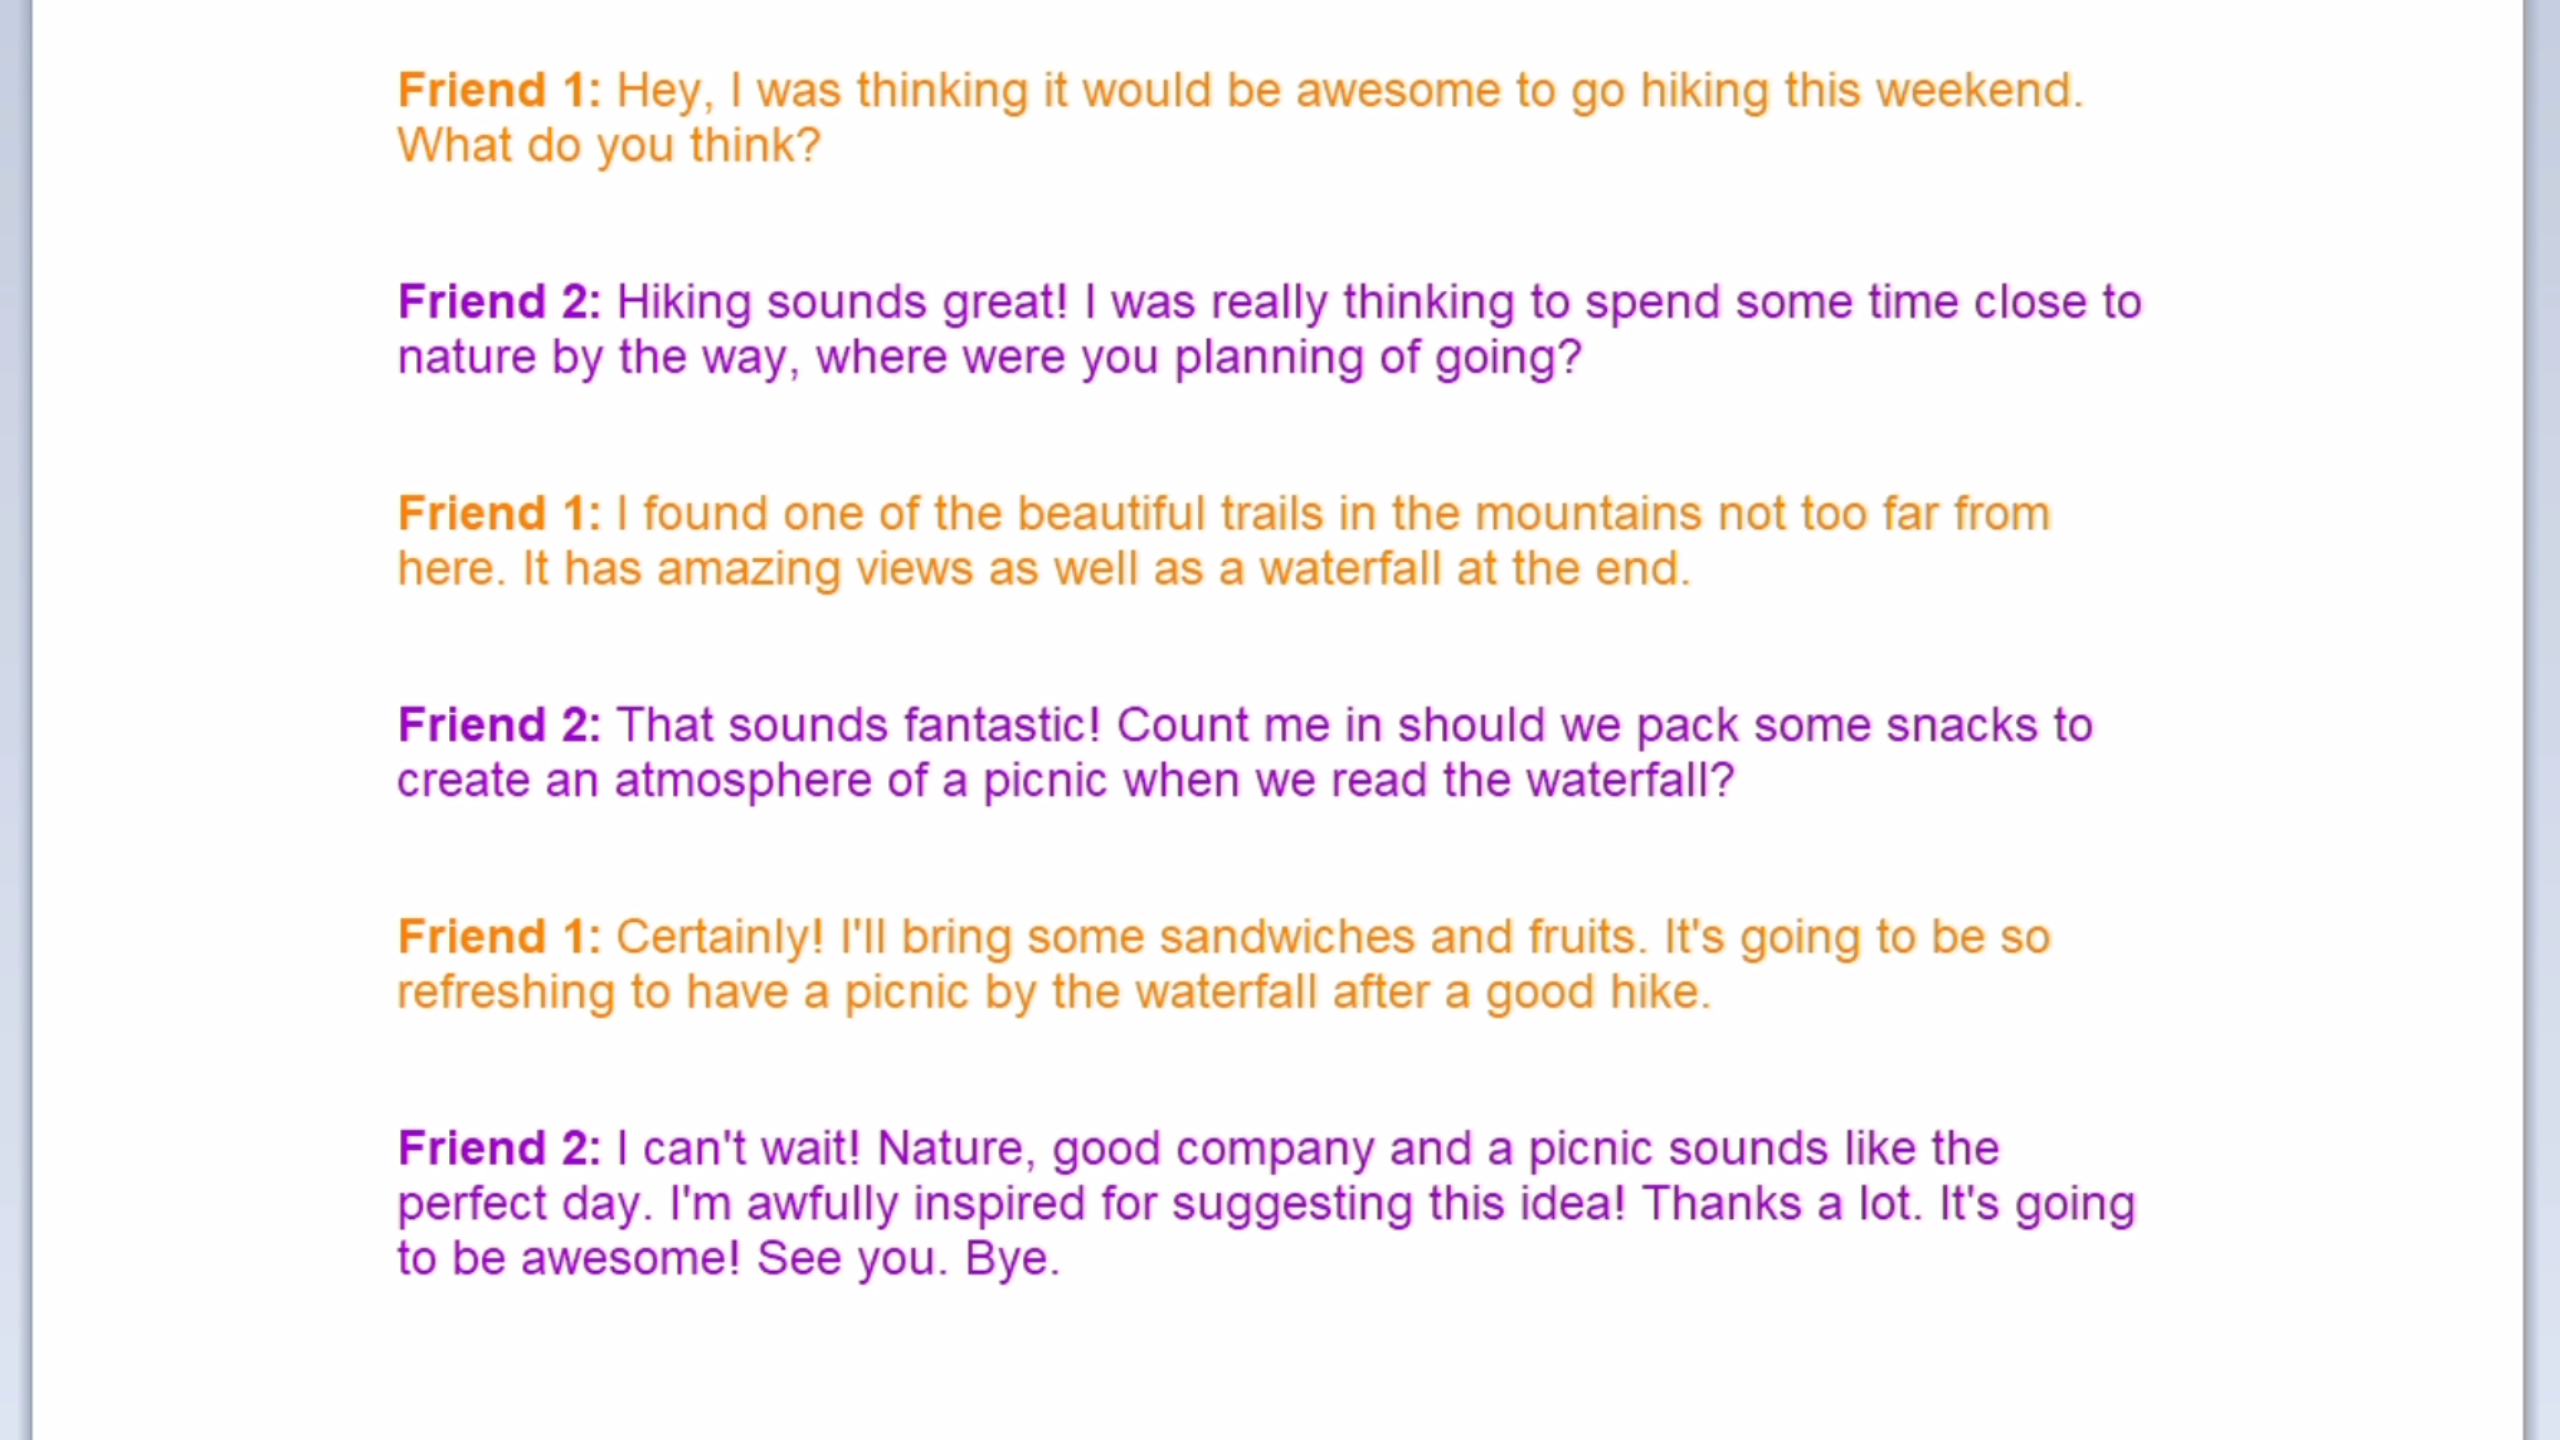 Friend 1: Hey, I was thinking it would be awesome to go hiking this weekend.
What do you think?
Friend 2: Hiking sounds great! I was really thinking to spend some time close to
nature by the way, where were you planning of going?
Friend 1: I found one of the beautiful trails in the mountains not too far from
here. It has amazing views as well as a waterfall at the end.
Friend 2: That sounds fantastic! Count me in should we pack some snacks to
create an atmosphere of a picnic when we read the waterfall?
Friend 1: Certainly! I'll bring some sandwiches and fruits. It's going to be so
refreshing to have a picnic by the waterfall after a good hike.
Friend 2: I can't wait! Nature, good company and a picnic sounds like the
perfect day. I'm awfully inspired for suggesting this idea! Thanks a lot. It's going
to be awesome! See you. Bye.